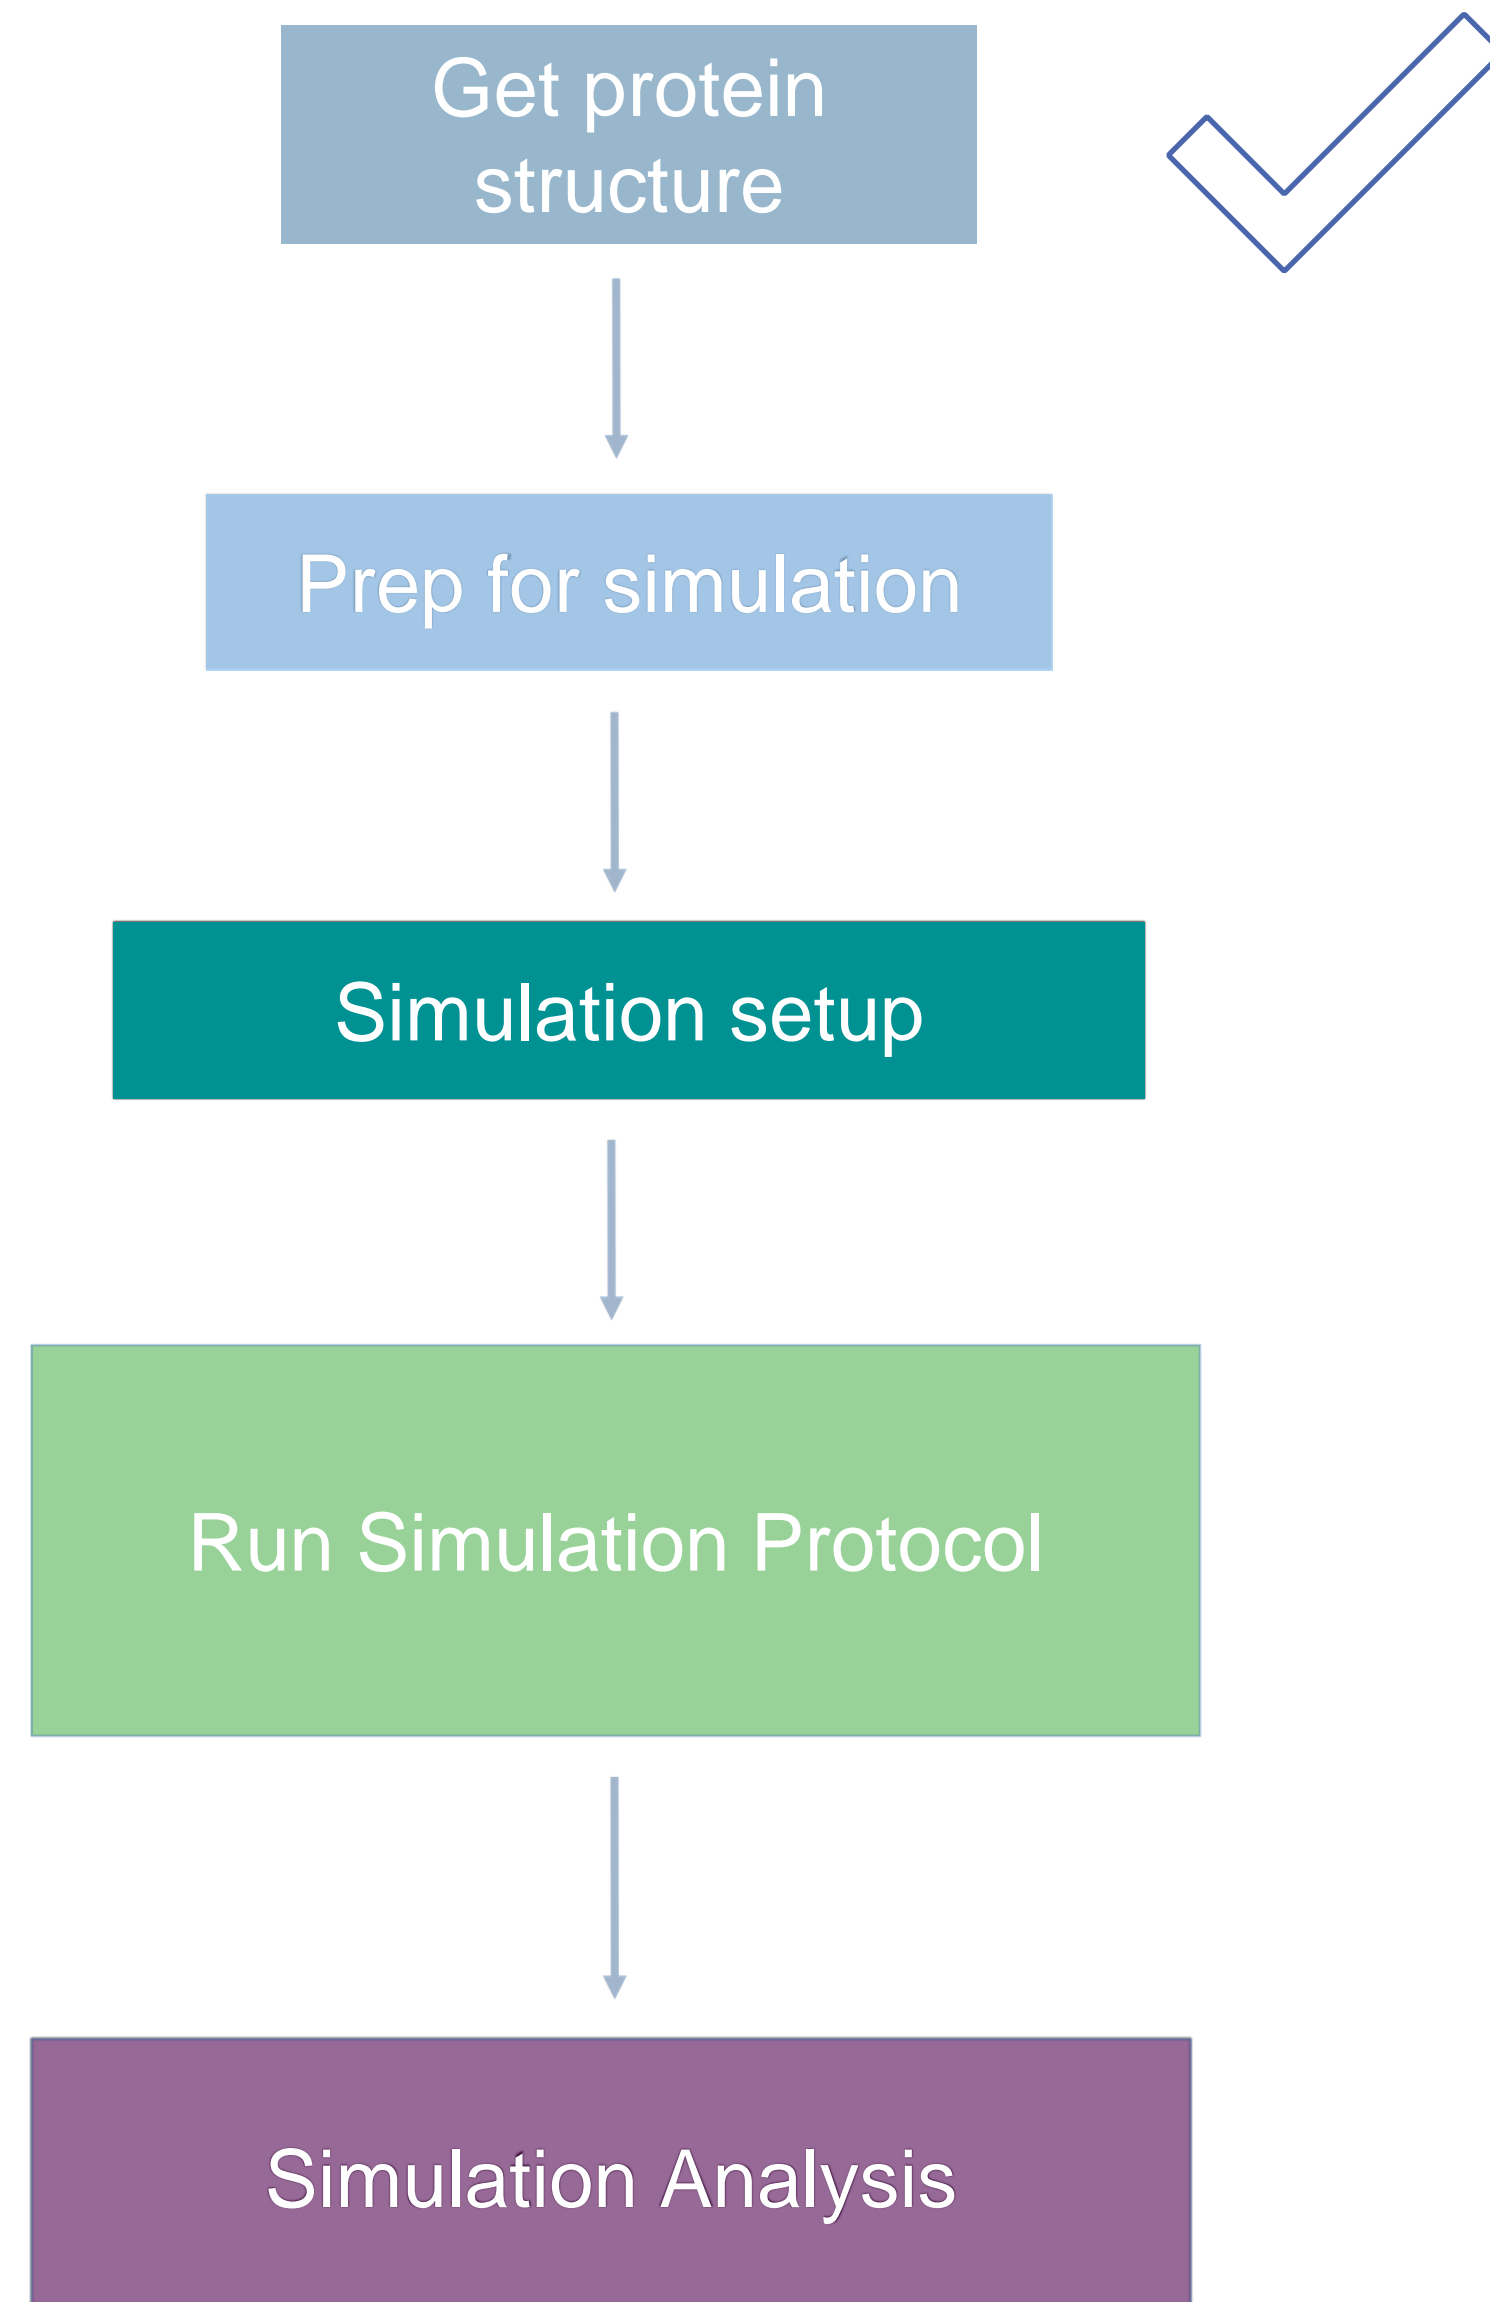 Get protein
structure
Prep for simulation
Simulation setup
Run Simulation Protocol
Simulation Analysis